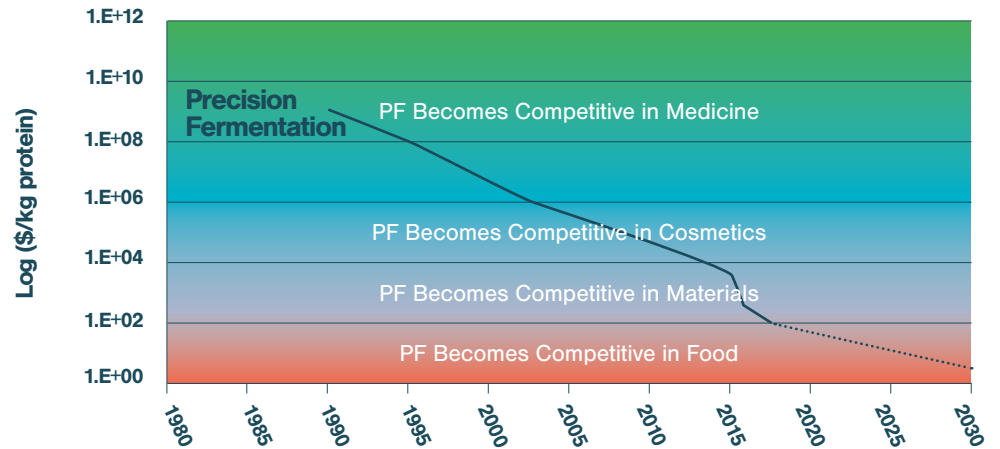 1.E+12
1.E+10
Precision
Fermentation
PF Becomes Competitive in Medicine
1.E+08
1.E+06
PF Becomes Competitive in Cosmetics
1.E+04
PF Becomes Competitive in Materials
1.E+02
PF Becomes Competitive in Food
1.E+00
Log ($/kg protein)
1980
1985
1990
1995
2000
2005
2010
2015
2020
2025
2030